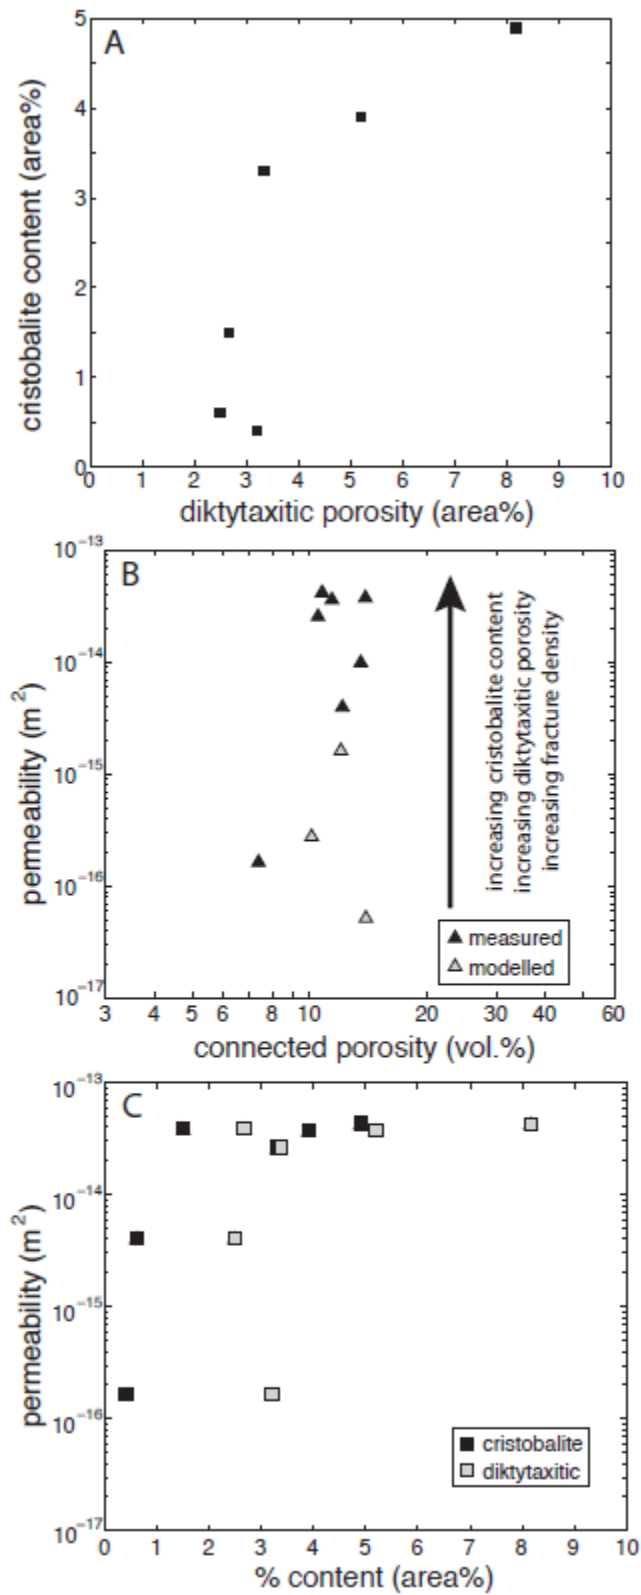 A
cristobalite content (area%)
5
4
3
2
1
0
0 1 2 3 4 5 6 7 8 9 10
diktytaxitic porosity (area%)
B
permeability (m²)
10⁻¹³
10⁻¹⁴
10⁻¹⁵
10⁻¹⁶
10⁻¹⁷
increasing cristobalite content
increasing diktytaxitic porosity
increasing fracture density
measured
modelled
3 4 5 6 8 10 20 30 40 60
connected porosity (vol.%)
C
permeability (m²)
10⁻¹³
10⁻¹⁴
10⁻¹⁵
10⁻¹⁶
10⁻¹⁷
cristobalite
diktytaxitic
0 1 2 3 4 5 6 7 8 9 10
% content (area%)